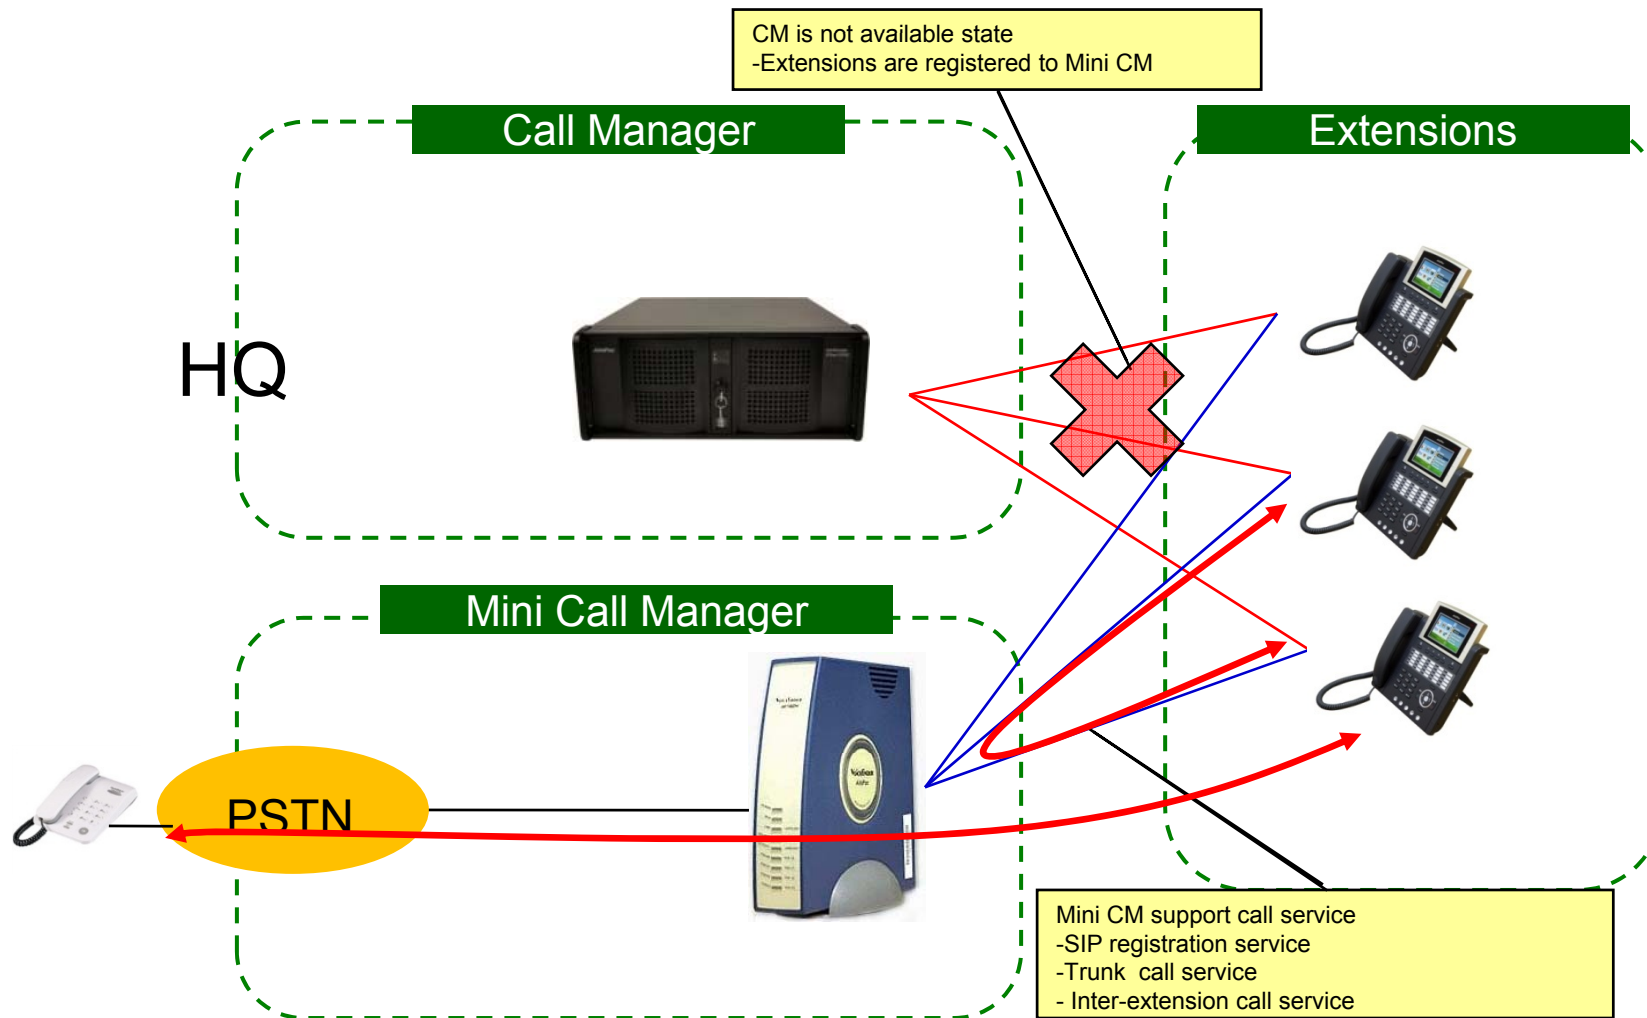 CM is not available state
-Extensions are registered to Mini CM
Call Manager
Extensions
HQ
Mini Call Manager
PSTN
Mini CM support call service
-SIP registration service
-Trunk  call service
- Inter-extension call service